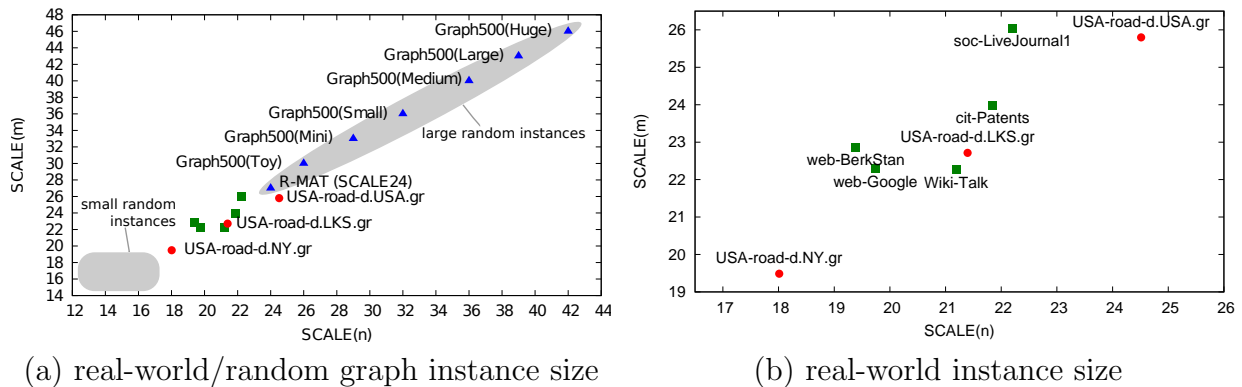 48
46
44
42
40
38
36
34
32
30
28
26
24
22
20
18
16
14
SCALE(m)
Graph500(Huge)
Graph500(Large)
Graph500(Medium)
Graph500(Small)
large random instances
Graph500(Mini)
Graph500(Toy)
R-MAT (SCALE24)
USA-road-d.USA.gr
small random
instances
USA-road-d.LKS.gr
USA-road-d.NY.gr
12 14 16 18 20 22 24 26 28 30 32 34 36 38 40 42 44
SCALE(n)
(a) real-world/random graph instance size
26
25
24
23
22
21
20
19
SCALE(m)
USA-road-d.USA.gr
soc-LiveJournal1
cit-Patents
USA-road-d.LKS.gr
web-BerkStan
web-Google
Wiki-Talk
USA-road-d.NY.gr
17 18 19 20 21 22 23 24 25 26
SCALE(n)
(b) real-world instance size